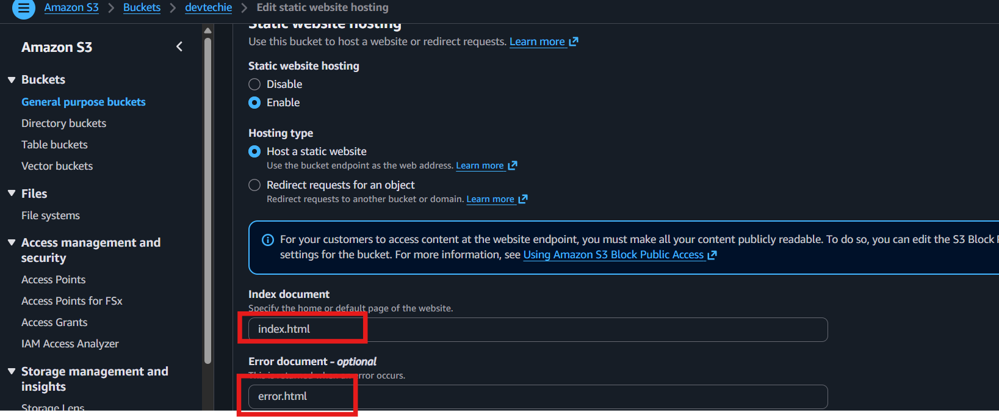 Amazon S3 > Buckets > devtechie > Edit static website hosting
Amazon S3
Buckets
General purpose buckets
Directory buckets
Table buckets
Vector buckets
Files
File systems
Access management and
security
Access Points
Access Points for FSx
Access Grants
IAM Access Analyzer
Storage management and
insights
Storage Lens
Static website hosting
Use this bucket to host a website or redirect requests. Learn more
Static website hosting
Disable
Enable
Hosting type
Host a static website
Use the bucket endpoint as the web address. Learn more
Redirect requests for an object
Redirect requests to another bucket or domain. Learn more
For your customers to access content at the website endpoint, you must make all your content publicly readable. To do so, you can edit the S3 Block
settings for the bucket. For more information, see Using Amazon S3 Block Public Access
Index document
Specify the home or default page of the website.
index.html
Error document - optional
This is returned when an error occurs.
error.html